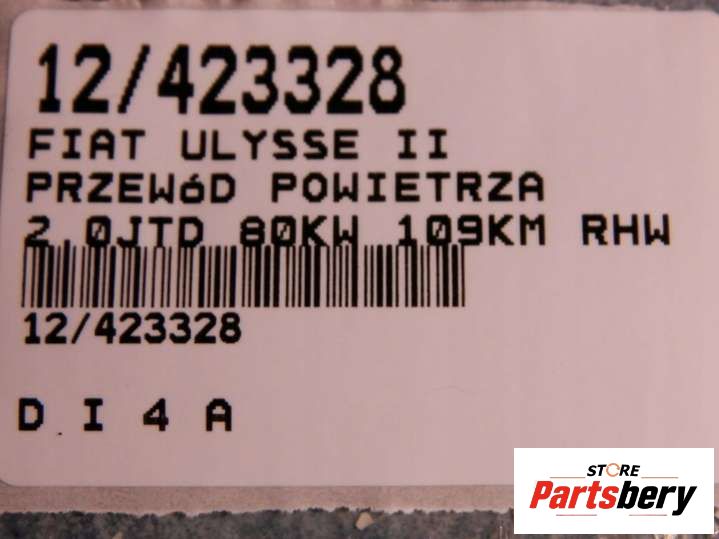 12/423328
FIAT ULYSSE II
PRZEWóD POWIETRZA
2.0JTD 80KW 109KM RHW
12/423328
D I 4 A
STORE
Partsbery